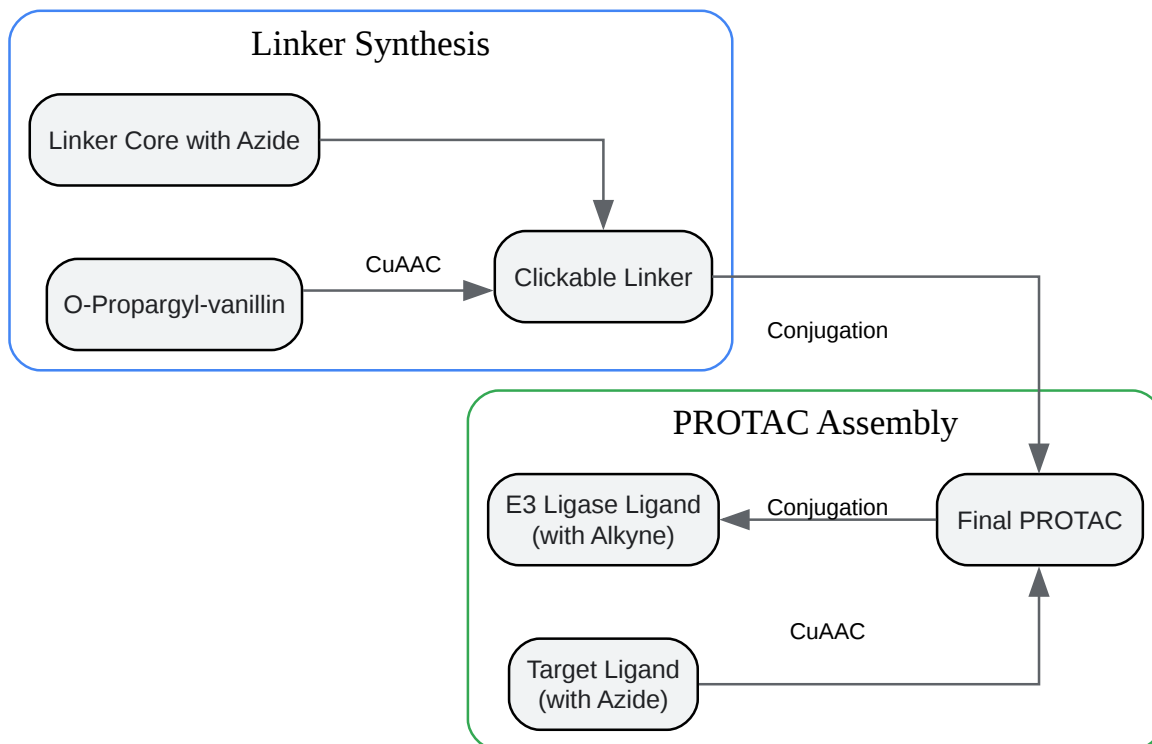 Linker Synthesis
Linker Core with Azide
CuAAC
O-Propargyl-vanillin
Clickable Linker
Conjugation
PROTAC Assembly
E3 Ligase Ligand
(with Alkyne)
Conjugation
Final PROTAC
CuAAC
Target Ligand
(with Azide)